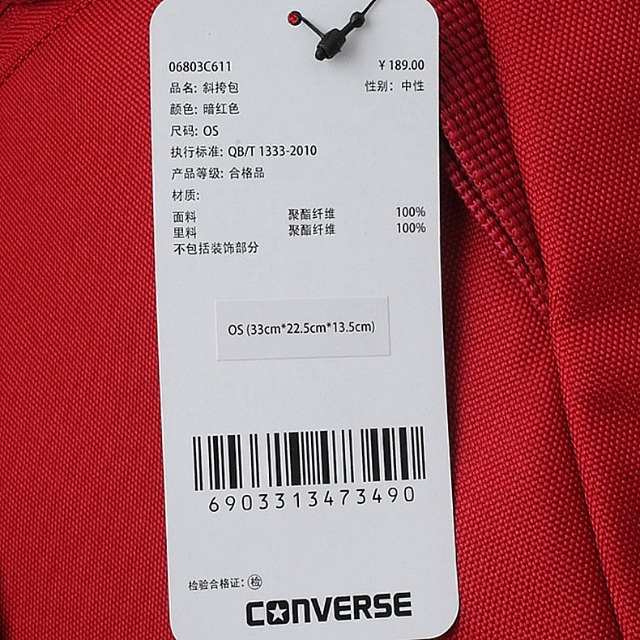 06803C611 ¥ 189.00
品名: 斜挎包 性别: 中性
颜色: 暗红色
尺码: OS
执行标准: QB/T 1333-2010
产品等级: 合格品
材质:
面料 聚酯纤维 100%
里料 聚酯纤维 100%
不包括装饰部分
OS (33cm*22.5cm*13.5cm)
6903313473490
检验合格证: 检
CONVERSE